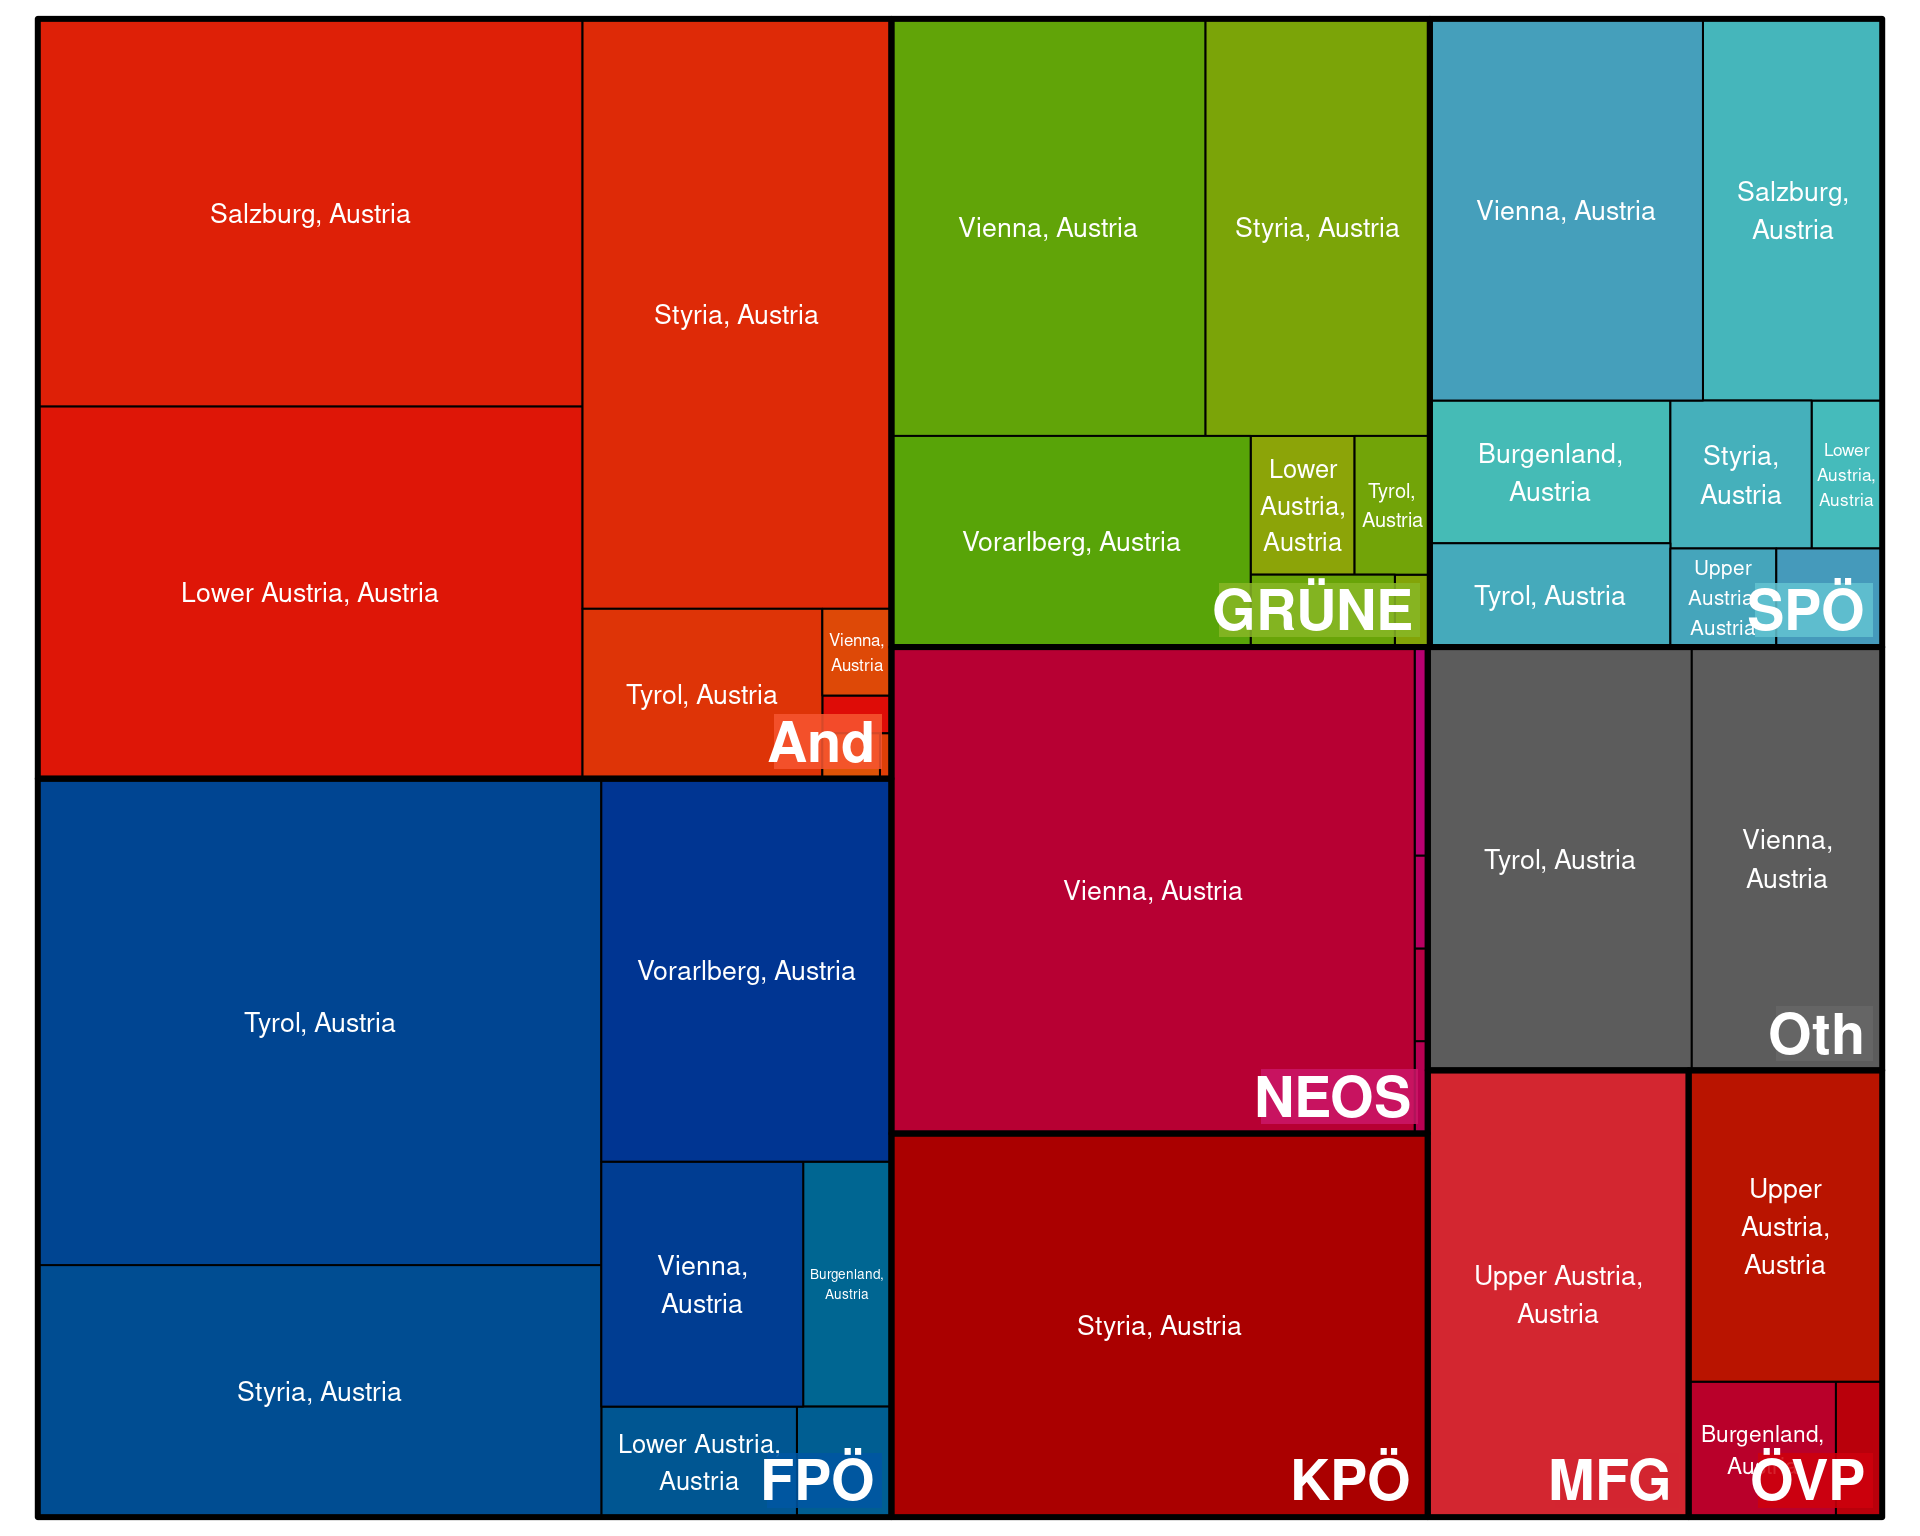 Salzburg, Austria
Lower Austria, Austria
Styria, Austria
Tyrol, Austria
Vienna,
Austria
And
Tyrol, Austria
Styria, Austria
Vorarlberg, Austria
Vienna,
Austria
Burgenland,
Austria
Lower Austria,
Austria
FPÖ
Vienna, Austria
Styria, Austria
Vorarlberg, Austria
Lower
Austria,
Austria
Tyrol,
Austria
GRÜNE
Vienna, Austria
NEOS
Styria, Austria
KPÖ
Vienna, Austria
Salzburg,
Austria
Burgenland,
Austria
Styria,
Austria
Lower
Austria,
Austria
Tyrol, Austria
Upper
Austria,
Austria
SPÖ
Tyrol, Austria
Vienna,
Austria
Oth
Upper Austria,
Austria
MFG
Upper
Austria,
Austria
Burgenland,
ÖVP